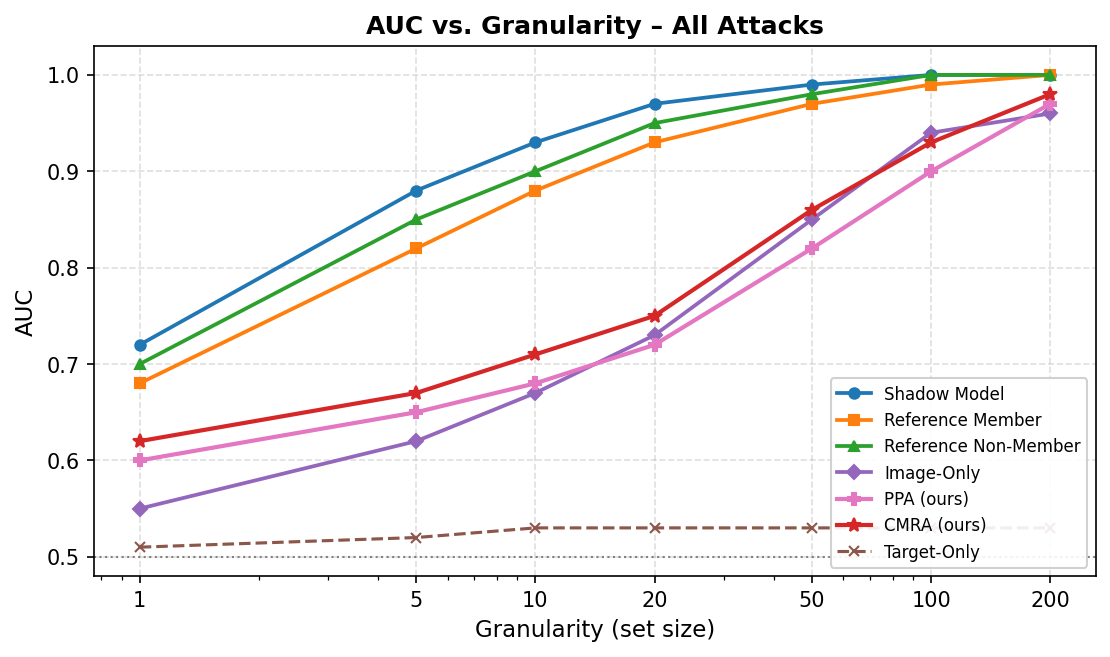 AUC vs. Granularity – All Attacks
AUC
1.0
0.9
0.8
0.7
0.6
0.5
Shadow Model
Reference Member
Reference Non-Member
Image-Only
PPA (ours)
CMRA (ours)
Target-Only
1
5
10
20
50
100
200
Granularity (set size)